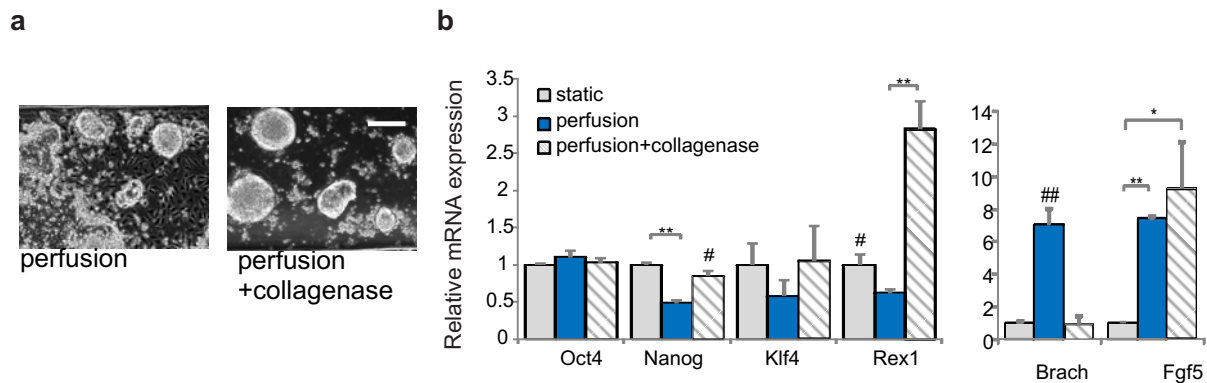 a
b
perfusion
perfusion
+collagenase
Relative mRNA expression
3.5
3
2.5
2
1.5
1
0.5
0
static
perfusion
perfusion+collagenase
**
#
#
**
Oct4 Nanog Klf4 Rex1
14
12
10
8
6
4
2
0
##
**
*
Brach Fgf5